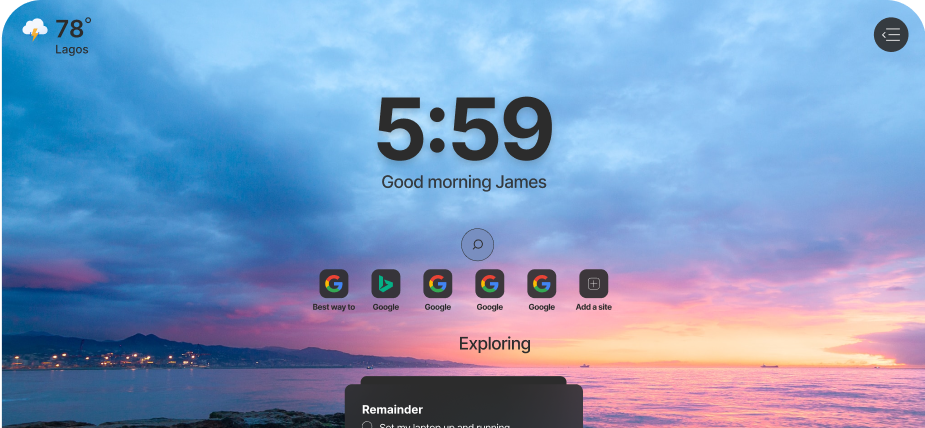 78°
Lagos
5:59
Good morning James
Best way to
Google
Google
Google
Google
Add a site
Exploring
Remainder
Set my laptop up and running